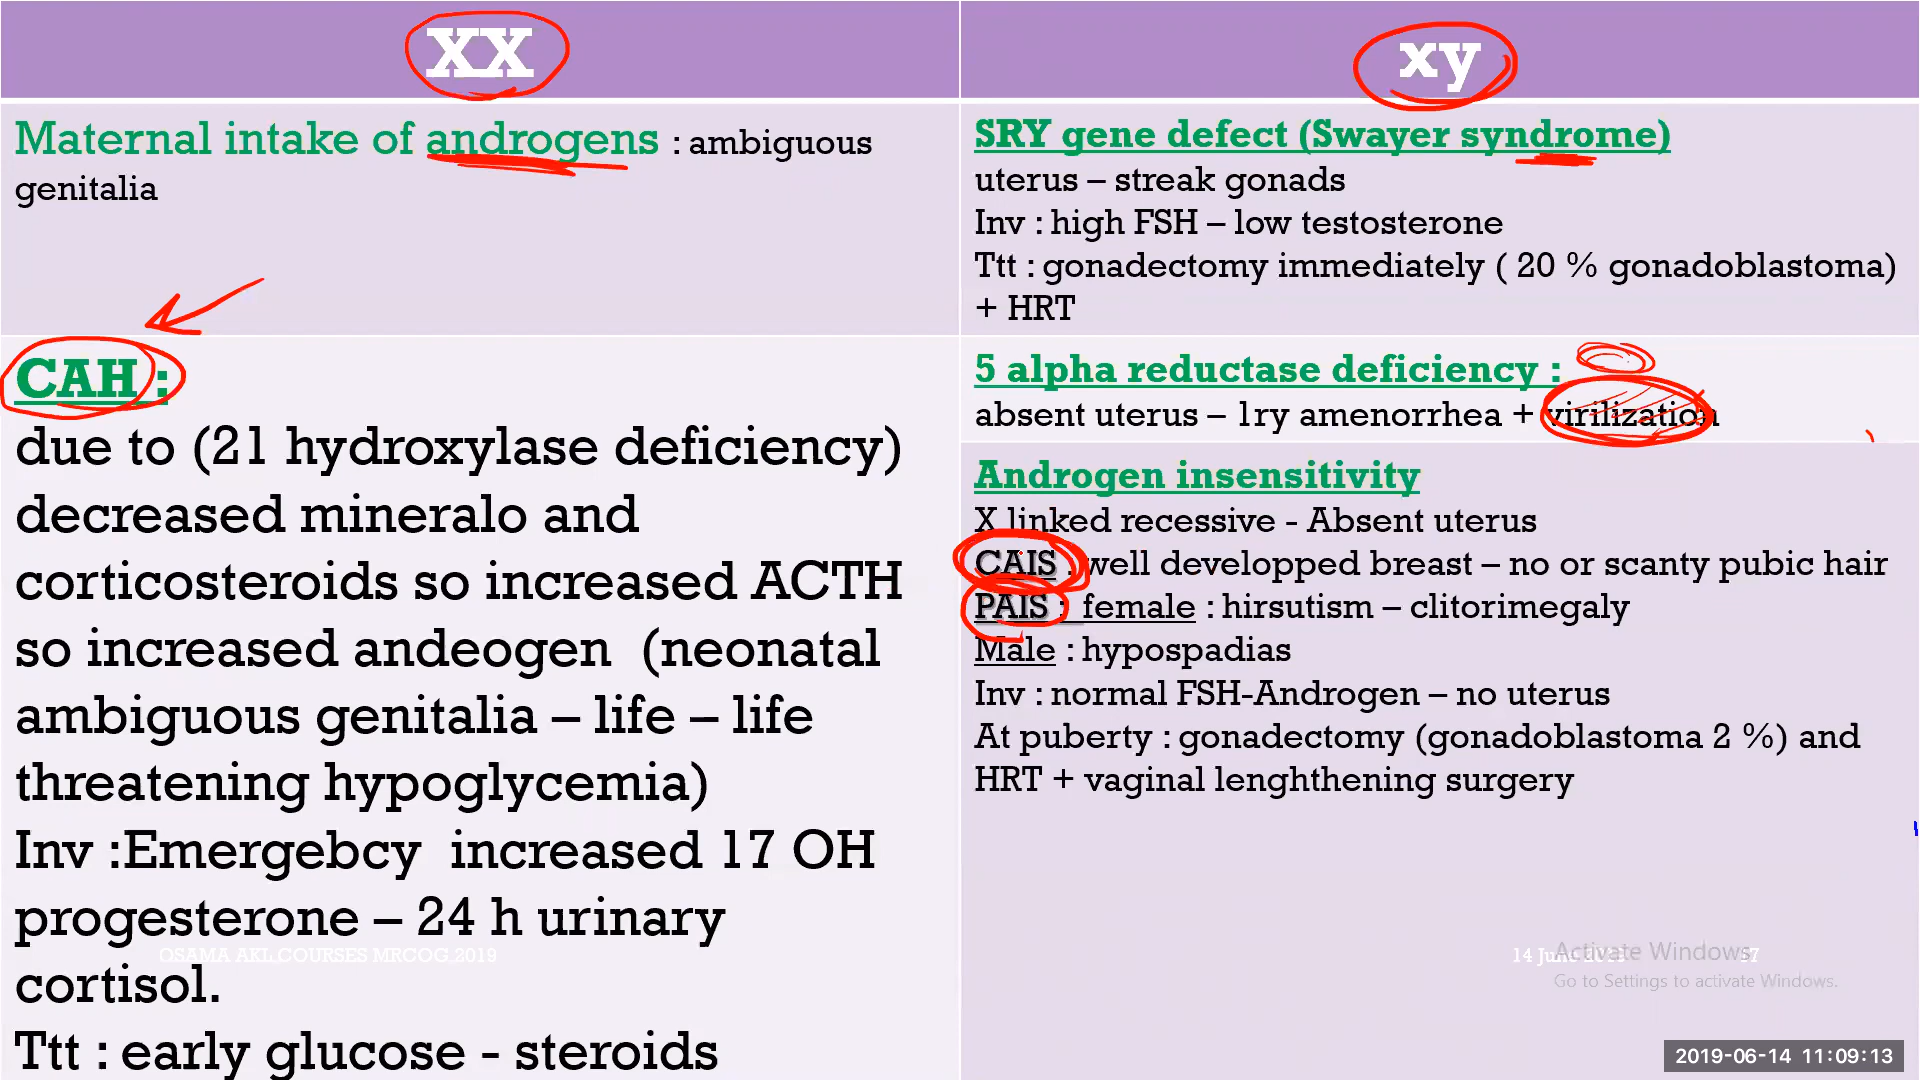 XX
xy
Maternal intake of androgens : ambiguous
genitalia
SRY gene defect (Swayer syndrome)
uterus – streak gonads
Inv : high FSH – low testosterone
Ttt : gonadectomy immediately ( 20 % gonadoblastoma)
+ HRT
CAH :
due to (21 hydroxylase deficiency)
decreased mineralo and
corticosteroids so increased ACTH
so increased andeogen (neonatal
ambiguous genitalia – life – life
threatening hypoglycemia)
Inv :Emergebcy increased 17 OH
progesterone – 24 h urinary
cortisol.
Ttt : early glucose - steroids
5 alpha reductase deficiency :
absent uterus – 1ry amenorrhea + virilization
Androgen insensitivity
X linked recessive - Absent uterus
CAIS : well developped breast – no or scanty pubic hair
PAIS : female : hirsutism – clitorimegaly
Male : hypospadias
Inv : normal FSH-Androgen – no uterus
At puberty : gonadectomy (gonadoblastoma 2 %) and
HRT + vaginal lenghthening surgery
OSAMA AKL COURSES MRCOG 2019
14 June 2019
Activate Windows
Go to Settings to activate Windows.
2019-06-14 11:09:13